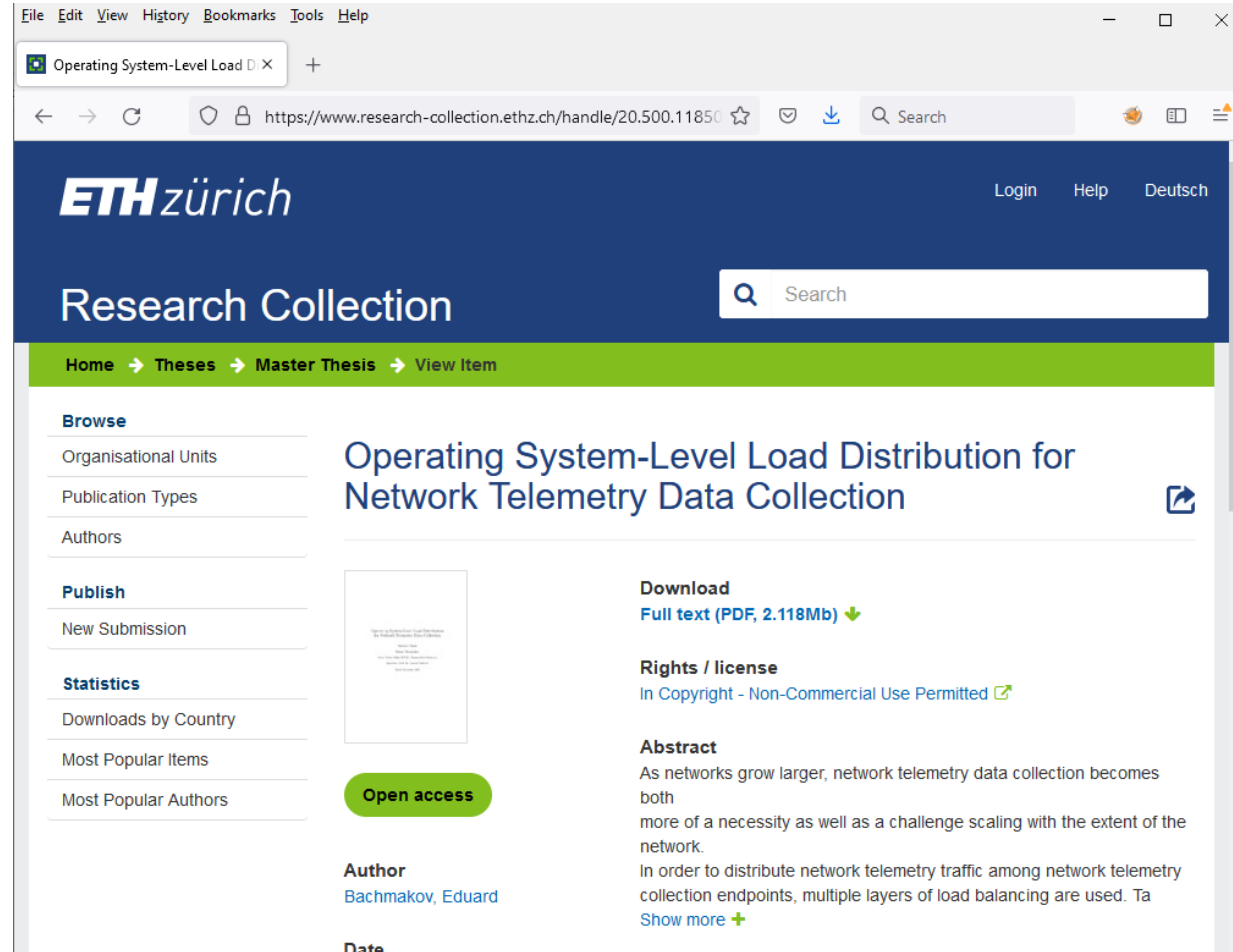 File Edit View History Bookmarks Tools Help
Operating System-Level Load Di
https://www.research-collection.ethz.ch/handle/20.500.11850
Search
ETH zürich
Login Help Deutsch
Research Collection
Search
Home Theses Master Thesis View Item
Browse
Organisational Units
Publication Types
Authors
Publish
New Submission
Statistics
Downloads by Country
Most Popular Items
Most Popular Authors
Operating System-Level Load Distribution for
Network Telemetry Data Collection
Open access
Author
Bachmakov, Eduard
Date
Download
Full text (PDF, 2.118Mb)
Rights / license
In Copyright - Non-Commercial Use Permitted
Abstract
As networks grow larger, network telemetry data collection becomes
both
more of a necessity as well as a challenge scaling with the extent of the
network.
In order to distribute network telemetry traffic among network telemetry
collection endpoints, multiple layers of load balancing are used. Ta
Show more